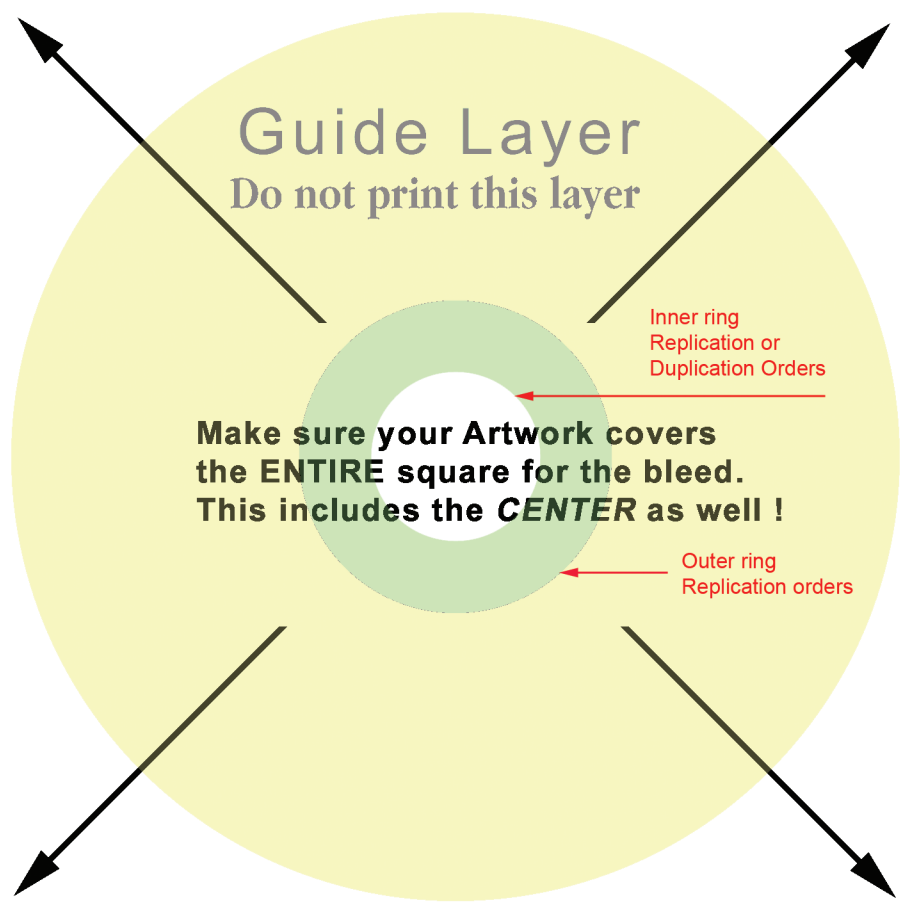 Guide Layer
Do not print this layer
Inner ring
Replication or
Duplication Orders
Make sure your Artwork covers
the ENTIRE square for the bleed.
This includes the CENTER as well !
Outer ring
Replication orders